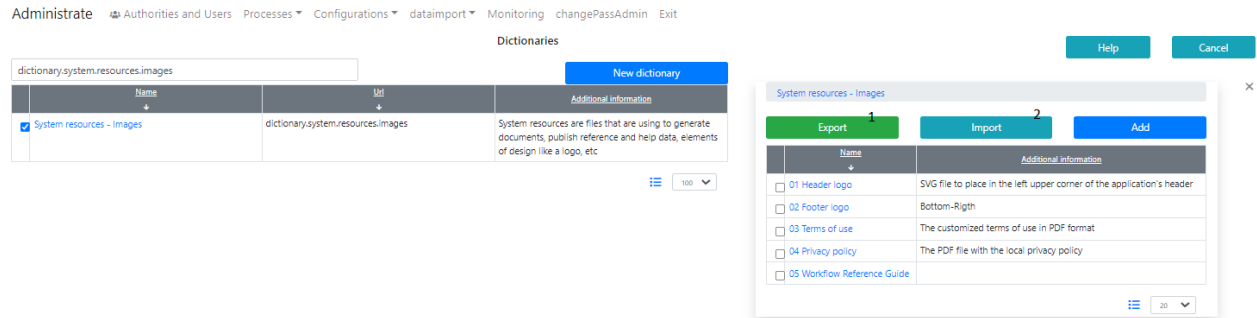 Administrate Authorities and Users Processes Configurations dataimport Monitoring changePassAdmin Exit
Dictionaries
Help Cancel
dictionary.system.resources.images
New dictionary
Name Url Additional information
System resources - Images dictionary.system.resources.images System resources are files that are using to generate
documents, publish reference and help data, elements
of design like a logo, etc
100
System resources - Images
Export 1 Import 2 Add
Name Additional information
01 Header logo SVG file to place in the left upper corner of the application's header
02 Footer logo Bottom-Rigth
03 Terms of use The customized terms of use in PDF format
04 Privacy policy The PDF file with the local privacy policy
05 Workflow Reference Guide
20